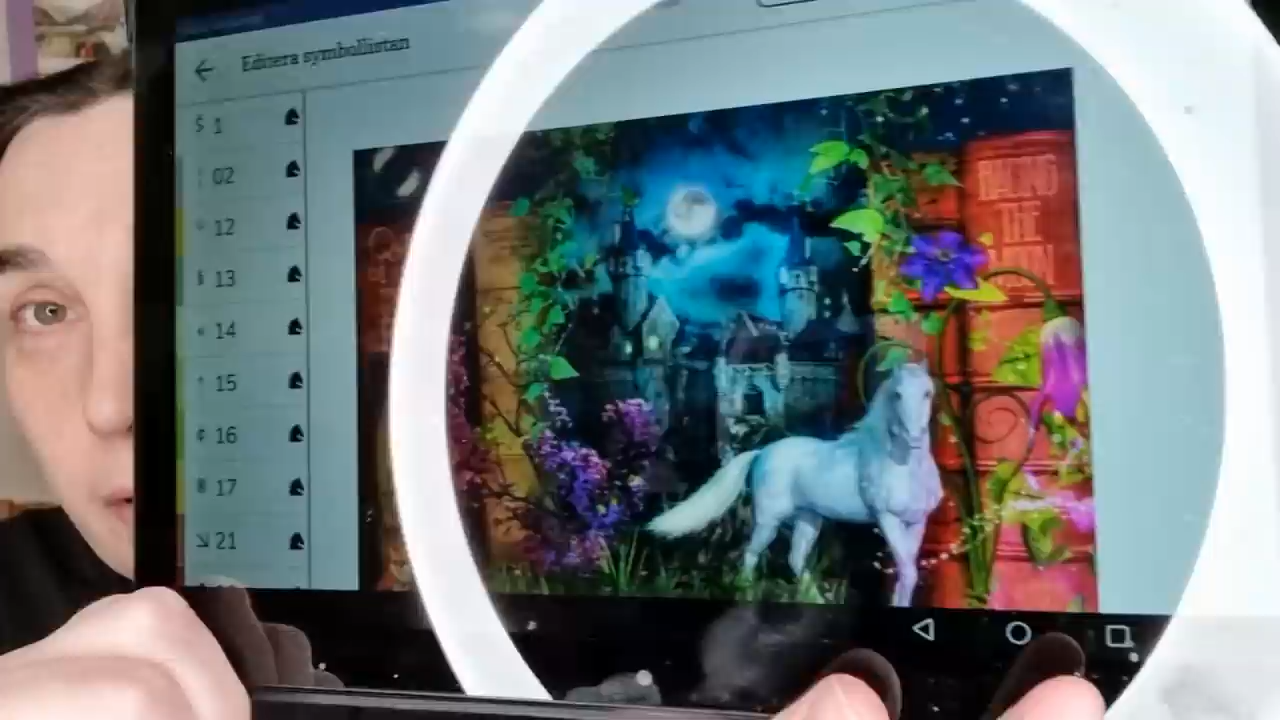 Editera symbollistan
S 1
02
12
13
14
15
¢ 16
17
21
RACING
THE
MOON